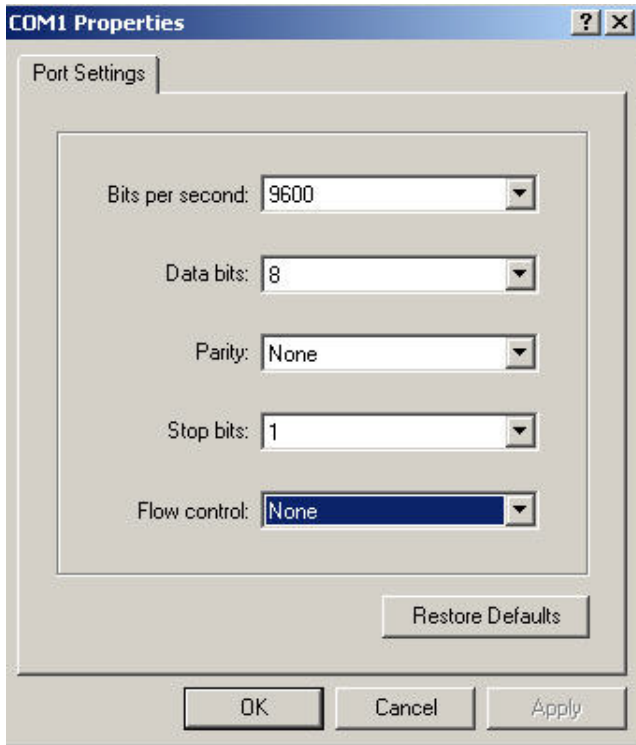 COM1 Properties ? X
Port Settings
Bits per second: 9600
Data bits: 8
Parity: None
Stop bits: 1
Flow control: None
Restore Defaults
OK Cancel Apply